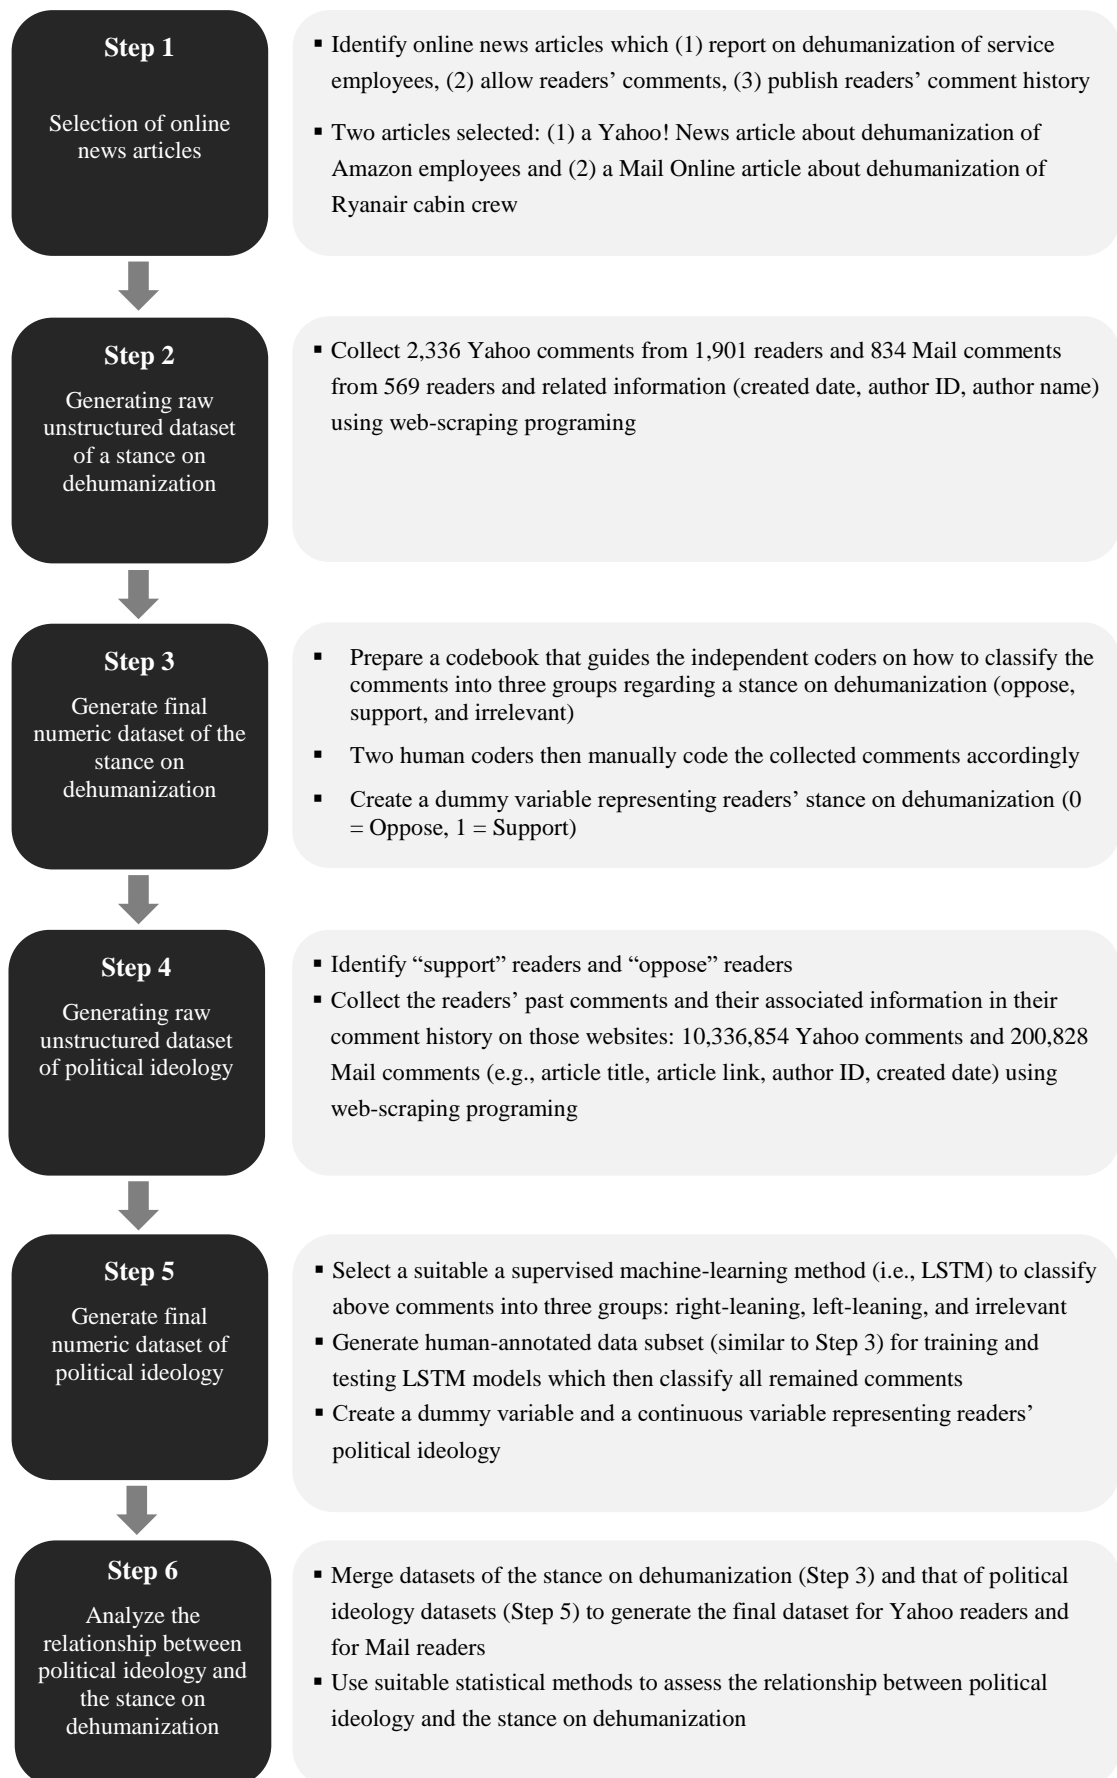 Step 1
Selection of online
news articles
▪ Identify online news articles which (1) report on dehumanization of service
employees, (2) allow readers’ comments, (3) publish readers’ comment history
▪ Two articles selected: (1) a Yahoo! News article about dehumanization of
Amazon employees and (2) a Mail Online article about dehumanization of
Ryanair cabin crew
Step 2
Generating raw
unstructured dataset
of a stance on
dehumanization
▪ Collect 2,336 Yahoo comments from 1,901 readers and 834 Mail comments
from 569 readers and related information (created date, author ID, author name)
using web-scraping programing
Step 3
Generate final
numeric dataset of the
stance on
dehumanization
▪ Prepare a codebook that guides the independent coders on how to classify the
comments into three groups regarding a stance on dehumanization (oppose,
support, and irrelevant)
▪ Two human coders then manually code the collected comments accordingly
▪ Create a dummy variable representing readers’ stance on dehumanization (0
= Oppose, 1 = Support)
Step 4
Generating raw
unstructured dataset
of political ideology
▪ Identify “support” readers and “oppose” readers
▪ Collect the readers’ past comments and their associated information in their
comment history on those websites: 10,336,854 Yahoo comments and 200,828
Mail comments (e.g., article title, article link, author ID, created date) using
web-scraping programing
Step 5
Generate final
numeric dataset of
political ideology
▪ Select a suitable a supervised machine-learning method (i.e., LSTM) to classify
above comments into three groups: right-leaning, left-leaning, and irrelevant
▪ Generate human-annotated data subset (similar to Step 3) for training and
testing LSTM models which then classify all remained comments
▪ Create a dummy variable and a continuous variable representing readers’
political ideology
Step 6
Analyze the
relationship between
political ideology and
the stance on
dehumanization
▪ Merge datasets of the stance on dehumanization (Step 3) and that of political
ideology datasets (Step 5) to generate the final dataset for Yahoo readers and
for Mail readers
▪ Use suitable statistical methods to assess the relationship between political
ideology and the stance on dehumanization